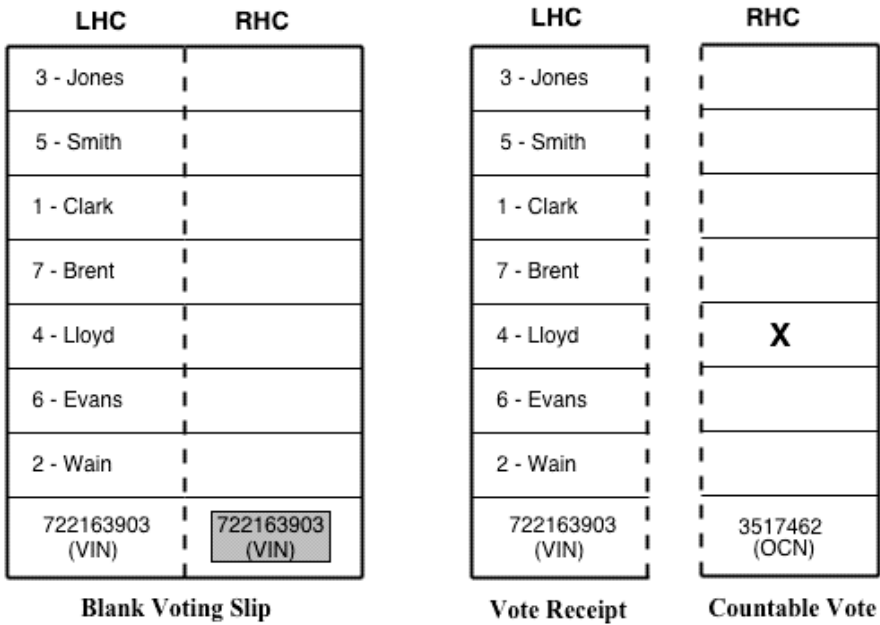 LHC RHC
3 - Jones
5 - Smith
1 - Clark
7 - Brent
4 - Lloyd
6 - Evans
2 - Wain
722163903 722163903
(VIN) (VIN)
Blank Voting Slip
LHC
3 - Jones
5 - Smith
1 - Clark
7 - Brent
4 - Lloyd
6 - Evans
2 - Wain
722163903
(VIN)
Vote Receipt
RHC
X
3517462
(OCN)
Countable Vote